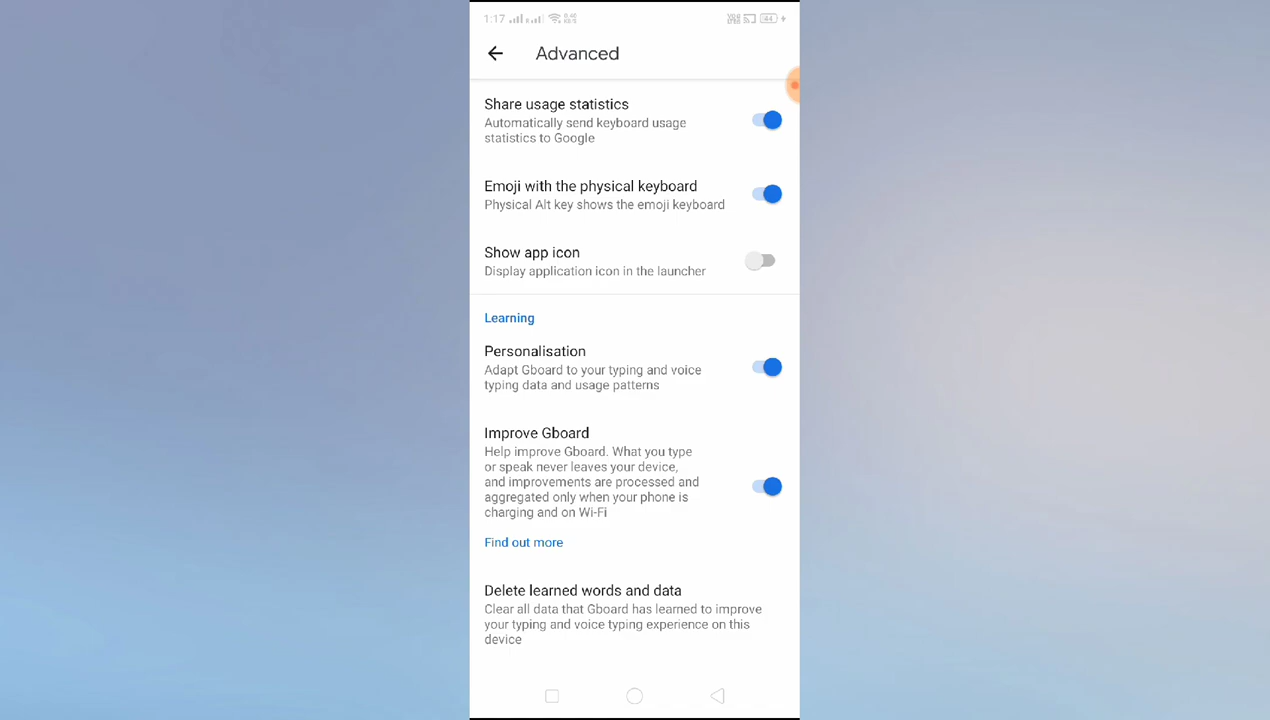 1:17
44
Advanced
Share usage statistics
Automatically send keyboard usage
statistics to Google
Emoji with the physical keyboard
Physical Alt key shows the emoji keyboard
Show app icon
Display application icon in the launcher
Learning
Personalisation
Adapt Gboard to your typing and voice
typing data and usage patterns
Improve Gboard
Help improve Gboard. What you type
or speak never leaves your device,
and improvements are processed and
aggregated only when your phone is
charging and on Wi-Fi
Find out more
Delete learned words and data
Clear all data that Gboard has learned to improve
your typing and voice typing experience on this
device